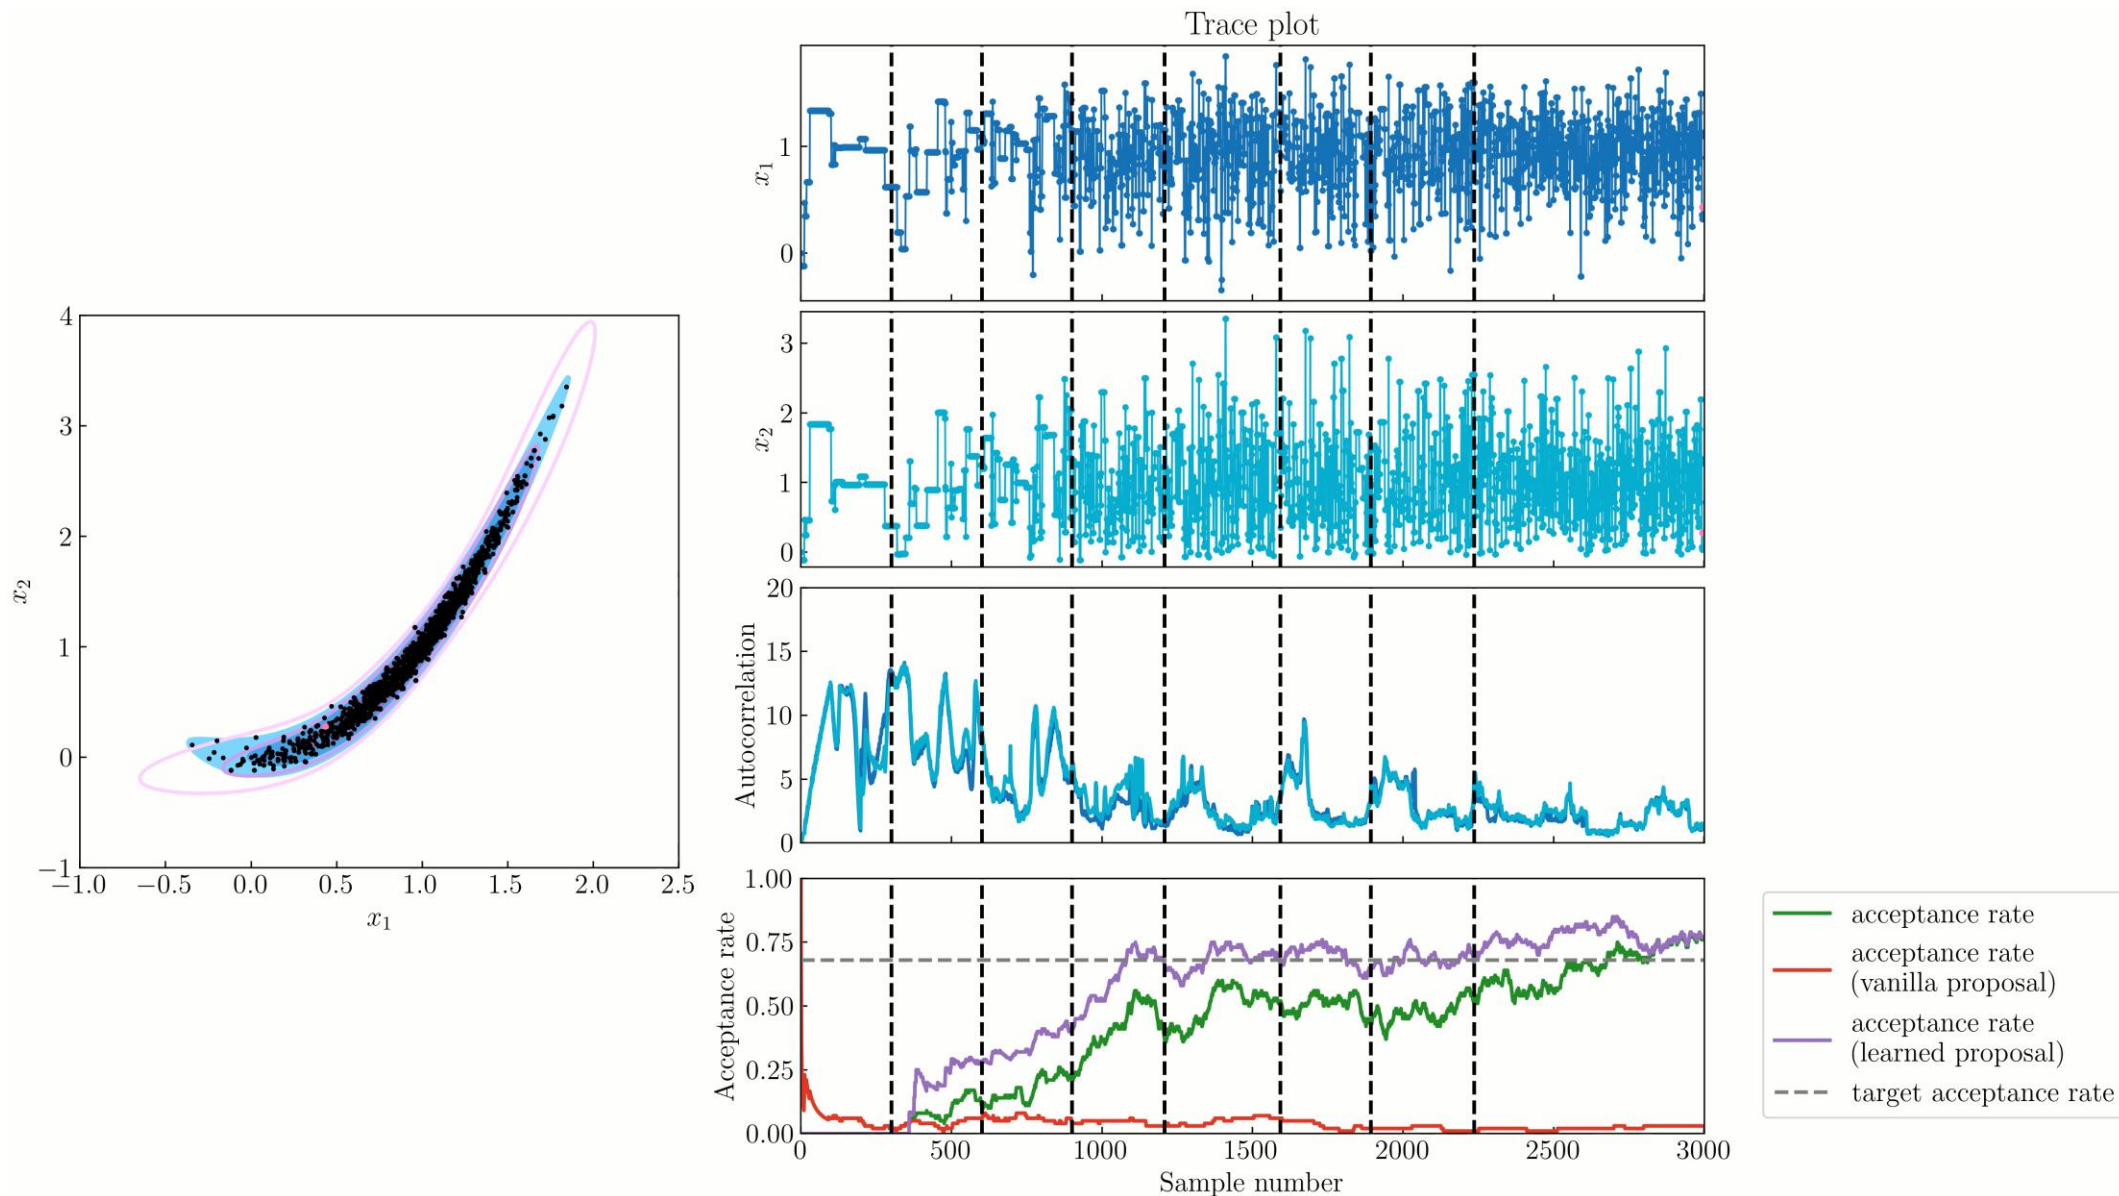 Trace plot
1
0
x₁
3
2
1
0
x₂
20
15
10
5
0
Autocorrelation
1.00
0.75
0.50
0.25
0.00
Acceptance rate
0 500 1000 1500 2000 2500 3000
Sample number
4
3
2
1
0
−1
x₂
−1.0 −0.5 0.0 0.5 1.0 1.5 2.0 2.5
x₁
acceptance rate
acceptance rate
(vanilla proposal)
acceptance rate
(learned proposal)
target acceptance rate